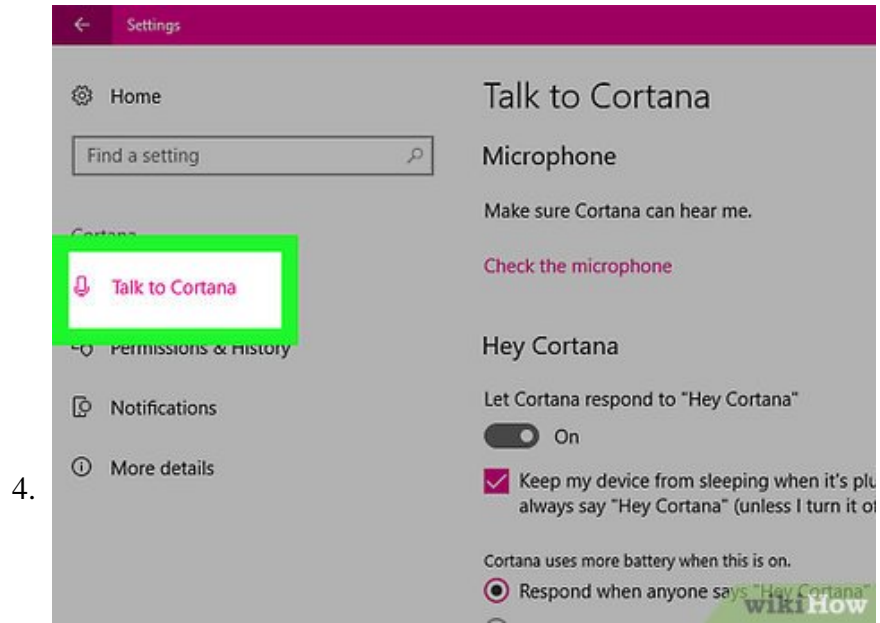 Settings
Home
Find a setting
Cortana
Talk to Cortana
Permissions & History
Notifications
More details
4.
Talk to Cortana
Microphone
Make sure Cortana can hear me.
Check the microphone
Hey Cortana
Let Cortana respond to "Hey Cortana"
On
Keep my device from sleeping when it's plu
always say "Hey Cortana" (unless I turn it of
Cortana uses more battery when this is on.
Respond when anyone says "Hey Cortana"
wikiHow